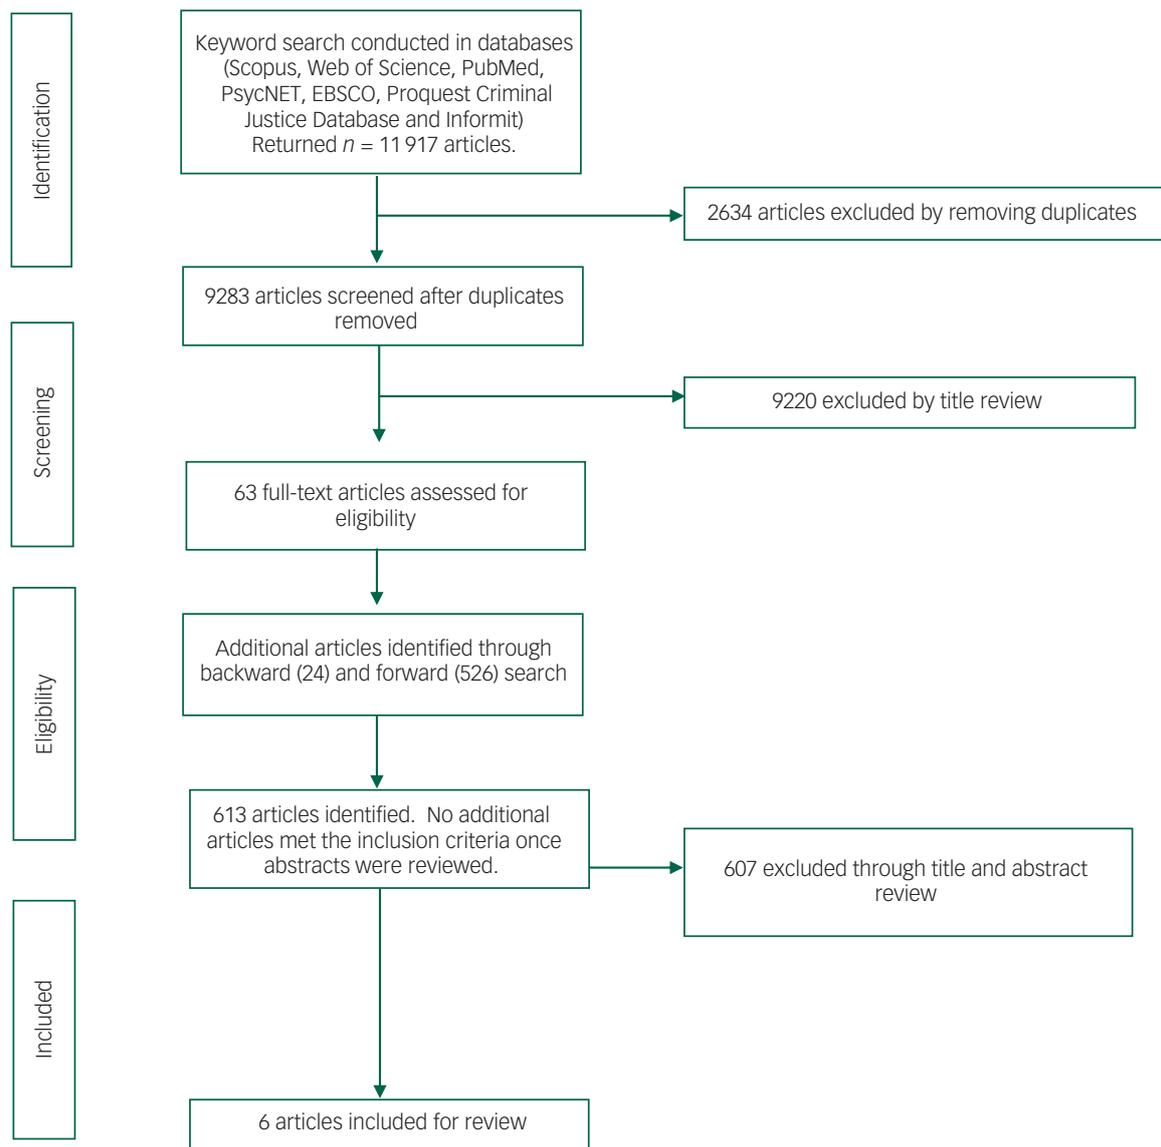 Identification
Keyword search conducted in databases
(Scopus, Web of Science, PubMed,
PsycNET, EBSCO, Proquest Criminal
Justice Database and Informit)
Returned n = 11 917 articles.
2634 articles excluded by removing duplicates
9283 articles screened after duplicates
removed
Screening
9220 excluded by title review
63 full-text articles assessed for
eligibility
Eligibility
Additional articles identified through
backward (24) and forward (526) search
613 articles identified. No additional
articles met the inclusion criteria once
abstracts were reviewed.
607 excluded through title and abstract
review
Included
6 articles included for review